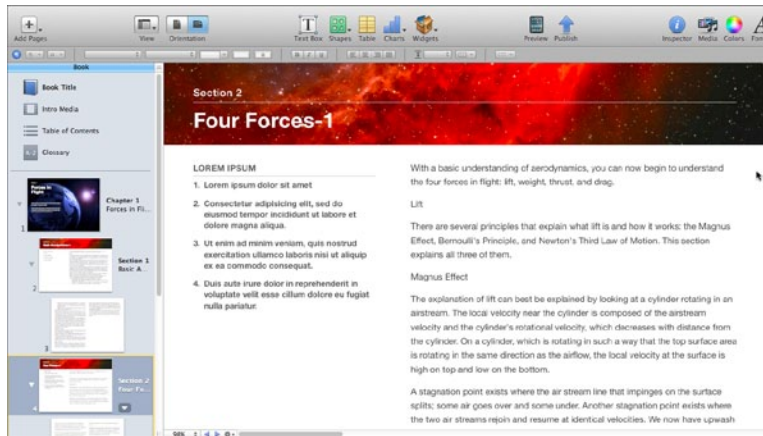 Add Pages
View
Orientation
Text Box
Shapes
Table
Charts
Widgets
Preview
Publish
Inspector
Media
Colors
Book
Book Title
Intro Media
Table of Contents
A-Z
Glossary
Forces in
Flight
Chapter 1
Forces in Fli...
1
Section 1
Basic A...
2
3
Section 2
Four Fo...
4
Section 2
Four Forces-1
LOREM IPSUM
1. Lorem ipsum dolor sit amet
2. Consectetur adipisicing elit, sed do
eiusmod tempor incididunt ut labore et
dolore magna aliqua.
3. Ut enim ad minim veniam, quis nostrud
exercitation ullamco laboris nisi ut aliquip
ex ea commodo consequat.
4. Duis aute irure dolor in reprehenderit in
voluptate velit esse cillum dolore eu fugiat
nulla pariatur.
With a basic understanding of aerodynamics, you can now begin to understand
the four forces in flight: lift, weight, thrust, and drag.
Lift
There are several principles that explain what lift is and how it works: the Magnus
Effect, Bernoulli's Principle, and Newton's Third Law of Motion. This section
explains all three of them.
Magnus Effect
The explanation of lift can best be explained by looking at a cylinder rotating in an
airstream. The local velocity near the cylinder is composed of the airstream
velocity and the cylinder's rotational velocity, which decreases with distance from
the cylinder. On a cylinder, which is rotating in such a way that the top surface area
is rotating in the same direction as the airflow, the local velocity at the surface is
high on top and low on the bottom.
A stagnation point exists where the air stream line that impinges on the surface
splits; some air goes over and some under. Another stagnation point exists where
the two air streams rejoin and resume at identical velocities. We now have upwash